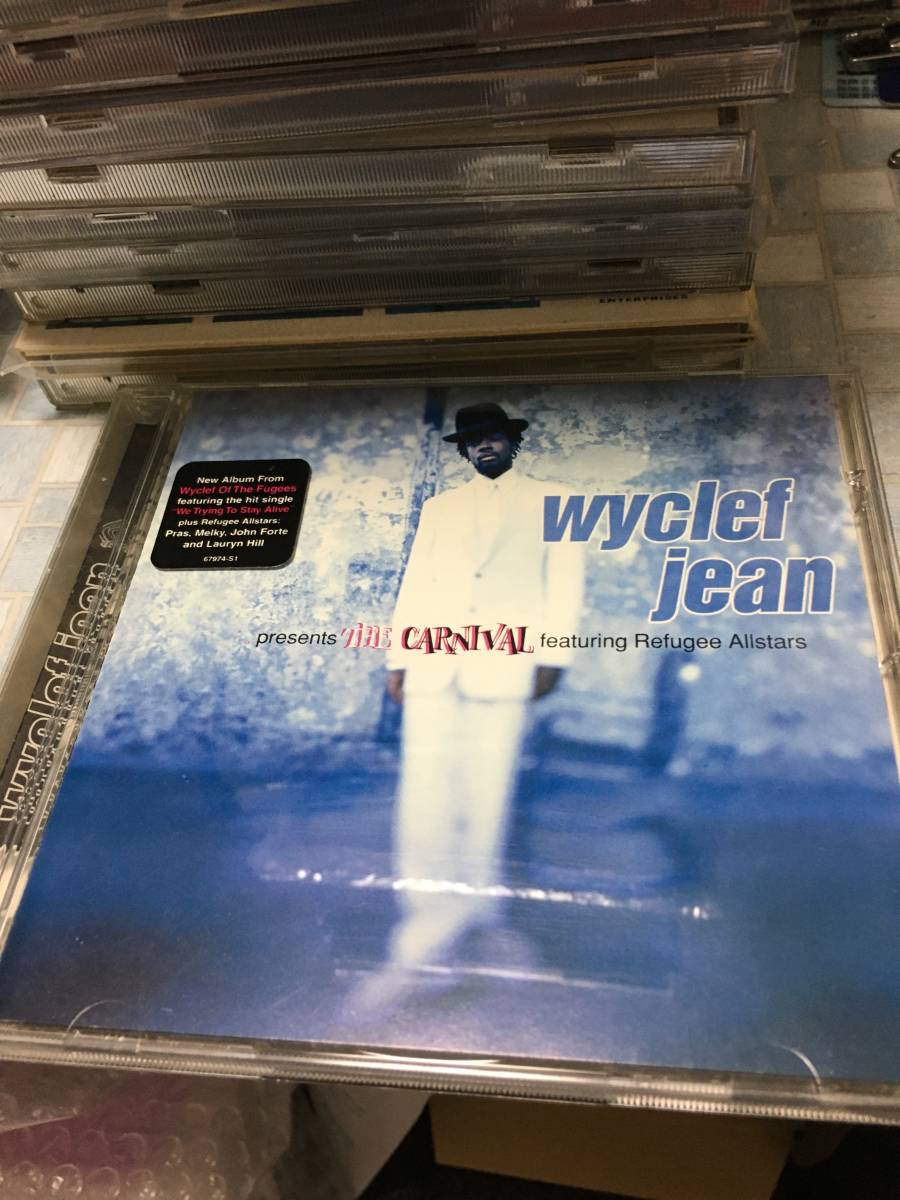 ENTERPRISES
New Album From
Wyclef Of The Fugees
featuring the hit single
"We Trying To Stay Alive"
plus Refugee Allstars:
Pras, Melky, John Forte
and Lauryn Hill
67974-S1
wyclef
jean
presents THE CARNIVAL featuring Refugee Allstars
wyclef jean